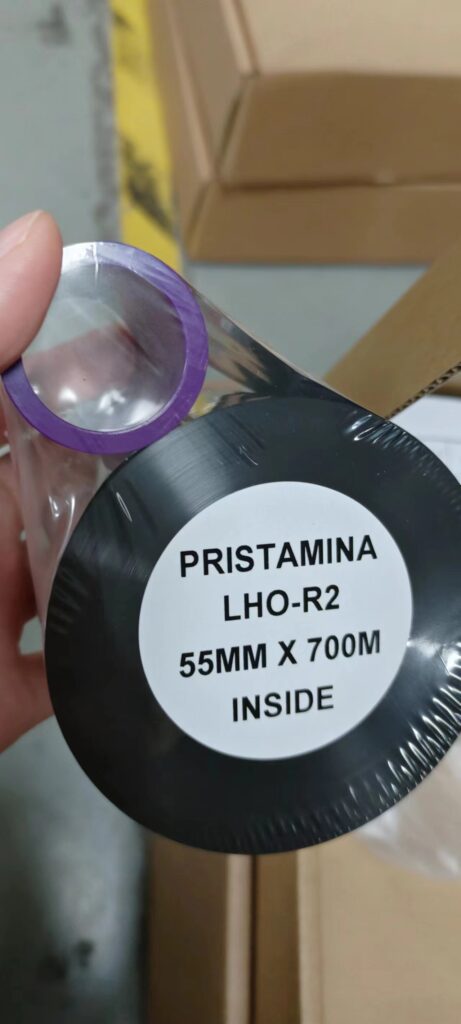 PRISTAMINA
LHO-R2
55MM X 700M
INSIDE